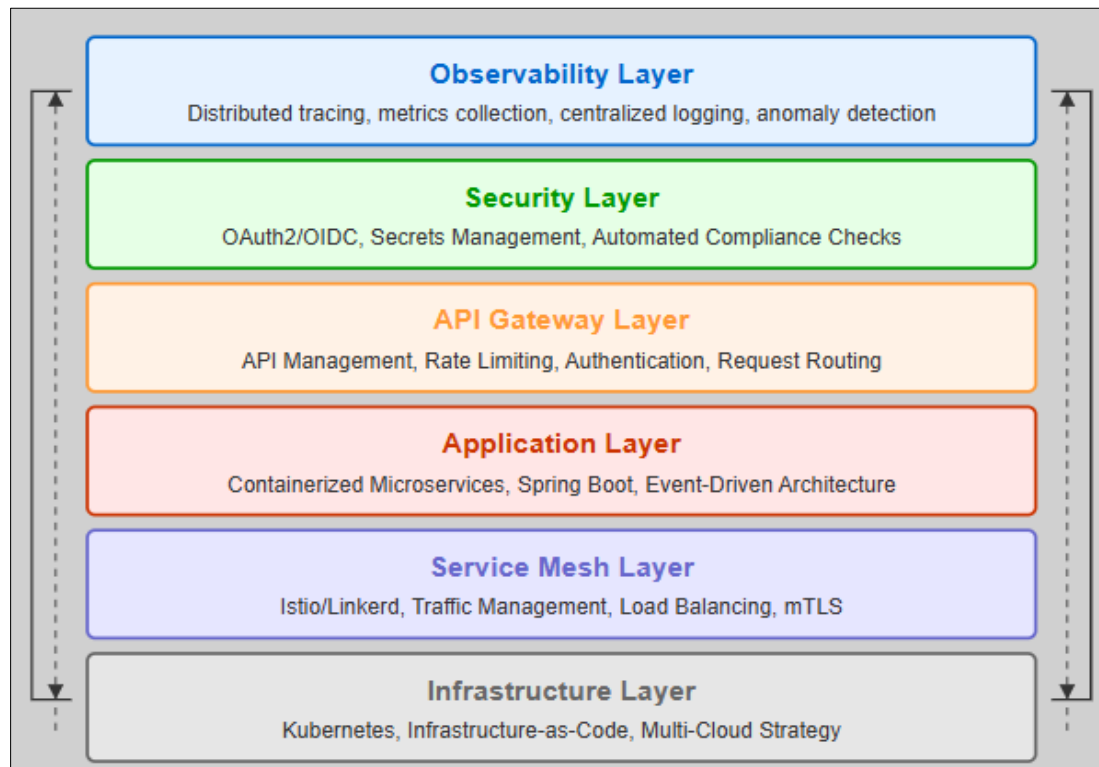 Observability Layer
Distributed tracing, metrics collection, centralized logging, anomaly detection
Security Layer
OAuth2/OIDC, Secrets Management, Automated Compliance Checks
API Gateway Layer
API Management, Rate Limiting, Authentication, Request Routing
Application Layer
Containerized Microservices, Spring Boot, Event-Driven Architecture
Service Mesh Layer
Istio/Linkerd, Traffic Management, Load Balancing, mTLS
Infrastructure Layer
Kubernetes, Infrastructure-as-Code, Multi-Cloud Strategy